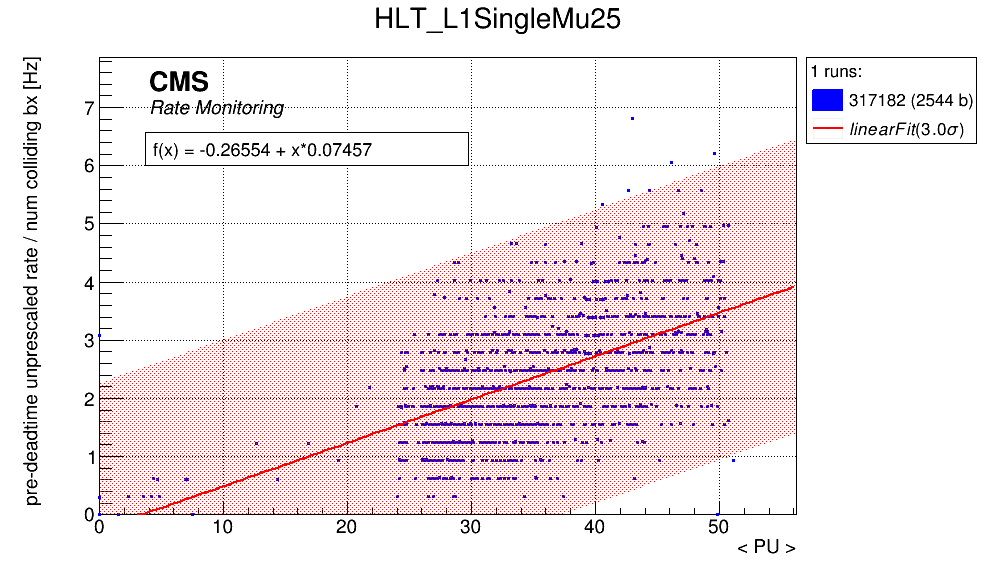 HLT_L1SingleMu25
pre-deadtime unprescaled rate / num colliding bx [Hz]
CMS
Rate Monitoring
f(x) = -0.26554 + x*0.07457
1 runs:
317182 (2544 b)
linearFit(3.0σ)
7
6
5
4
3
2
1
0
0 10 20 30 40 50
< PU >